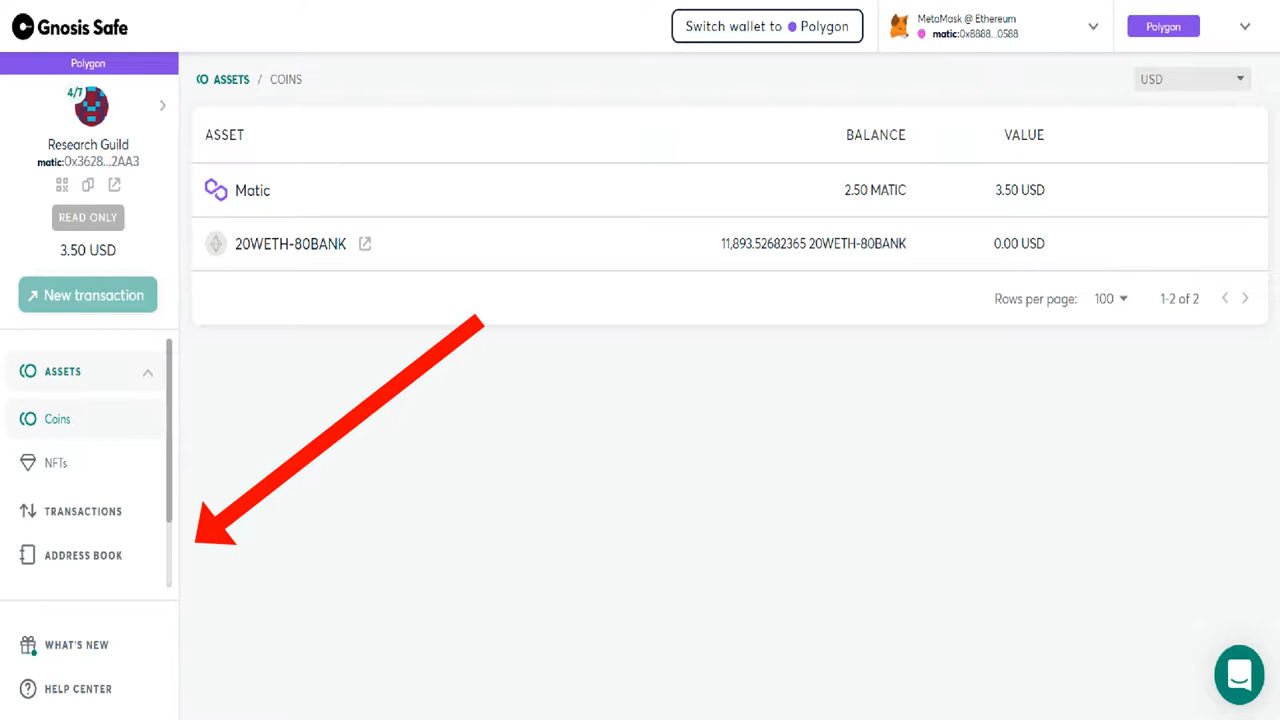 Gnosis Safe
Switch wallet to Polygon
MetaMask @ Ethereum
matic:0x8888...0588
Polygon
Polygon
4/7
Research Guild
matic:0x3628...2AA3
READ ONLY
3.50 USD
New transaction
ASSETS
Coins
NFTs
TRANSACTIONS
ADDRESS BOOK
WHAT'S NEW
HELP CENTER
ASSETS / COINS
USD
ASSET BALANCE VALUE
Matic 2.50 MATIC 3.50 USD
20WETH-80BANK 11,893.52682365 20WETH-80BANK 0.00 USD
Rows per page: 100 1-2 of 2